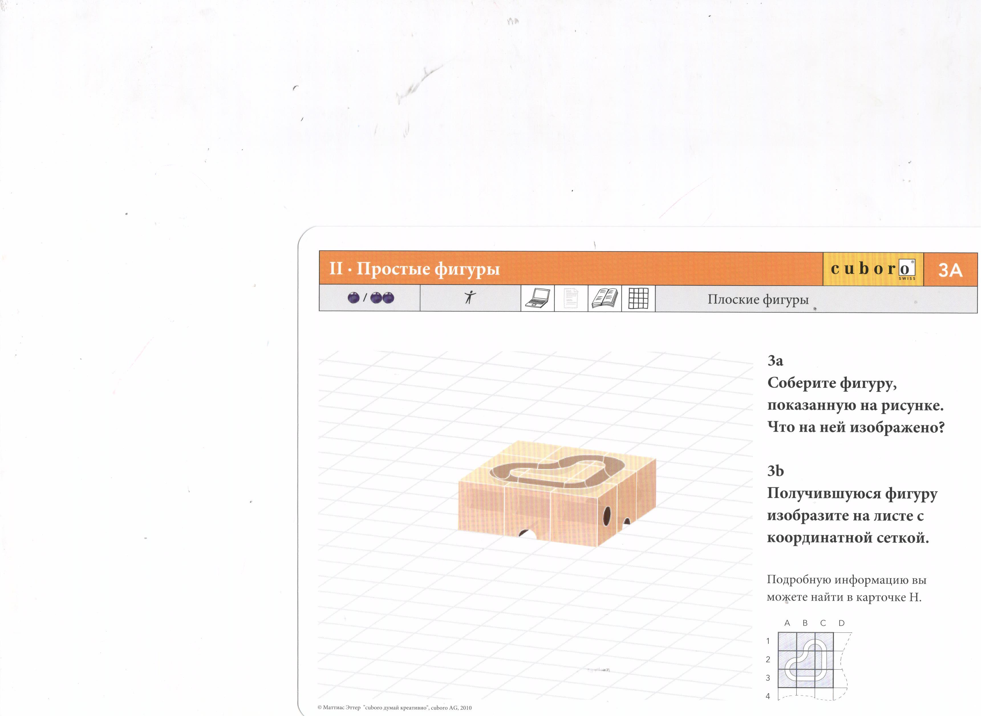 II · Простые фигуры
cuboro®
SWISS
3A
/
Плоские фигуры
3a
Соберите фигуру,
показанную на рисунке.
Что на ней изображено?
3b
Получившуюся фигуру
изобразите на листе с
координатной сеткой.
Подробную информацию вы
можете найти в карточке Н.
A B C D
1
2
3
4
© Маттиас Эттер "cuboro думай креативно", cuboro AG, 2010